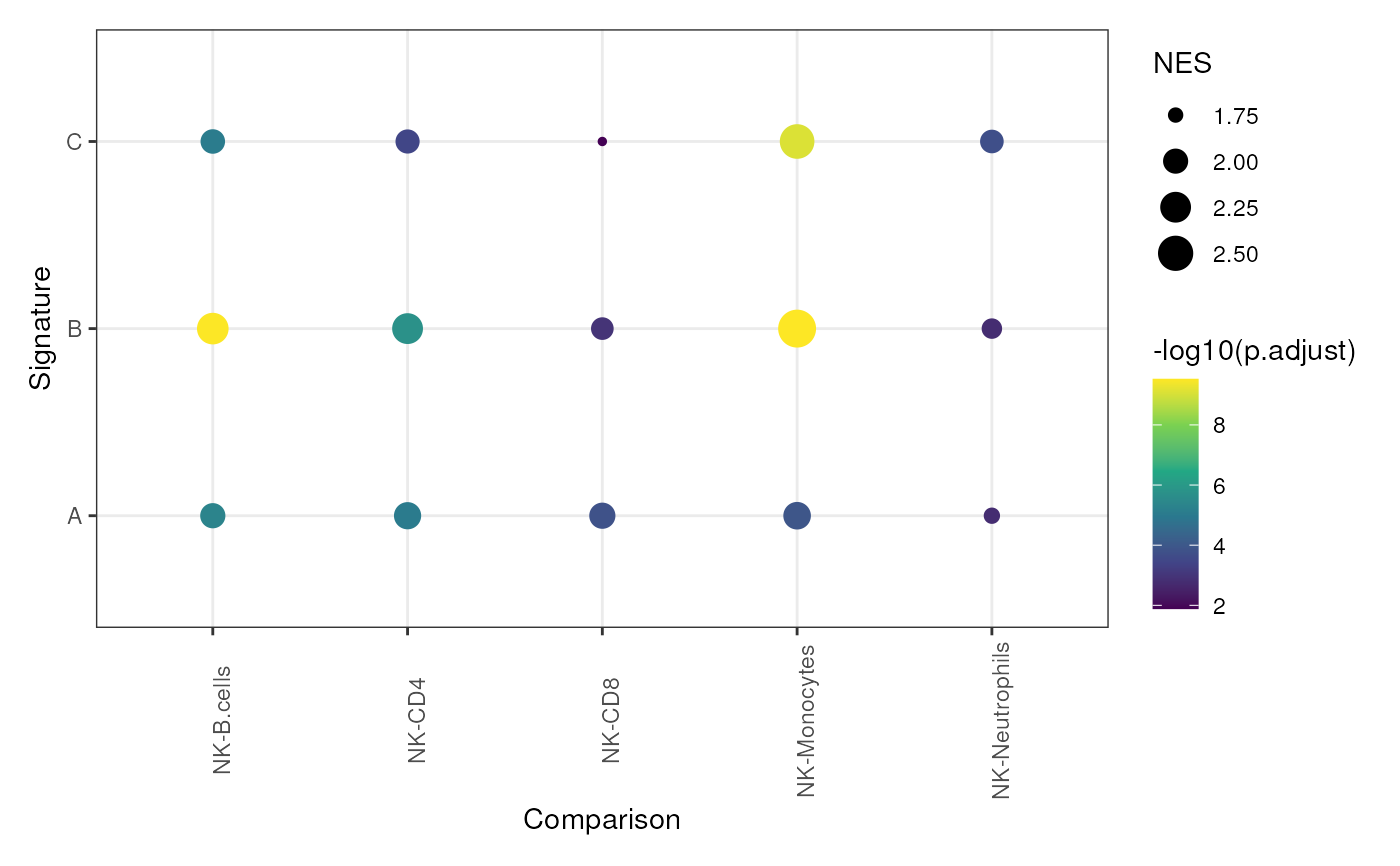 C
B
A
Signature
NK-B.cells
NK-CD4
NK-CD8
NK-Monocytes
NK-Neutrophils
Comparison
NES
1.75
2.00
2.25
2.50
-log10(p.adjust)
8
6
4
2